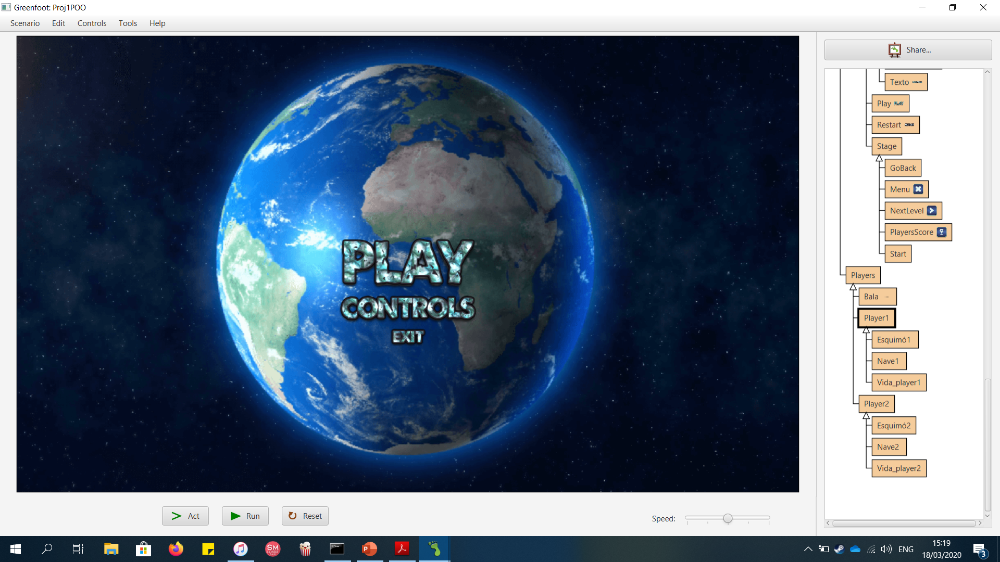 Greenfoot: Proj1POO
Scenario Edit Controls Tools Help
Share...
Texto
Play
Restart
Stage
GoBack
Menu
NextLevel
PlayersScore
Start
Players
Bala
Player1
Esquimó1
Nave1
Vida_player1
Player2
Esquimó2
Nave2
Vida_player2
PLAY
CONTROLS
EXIT
Act Run Reset Speed:
SM
P
ENG
15:19
18/03/2020
3